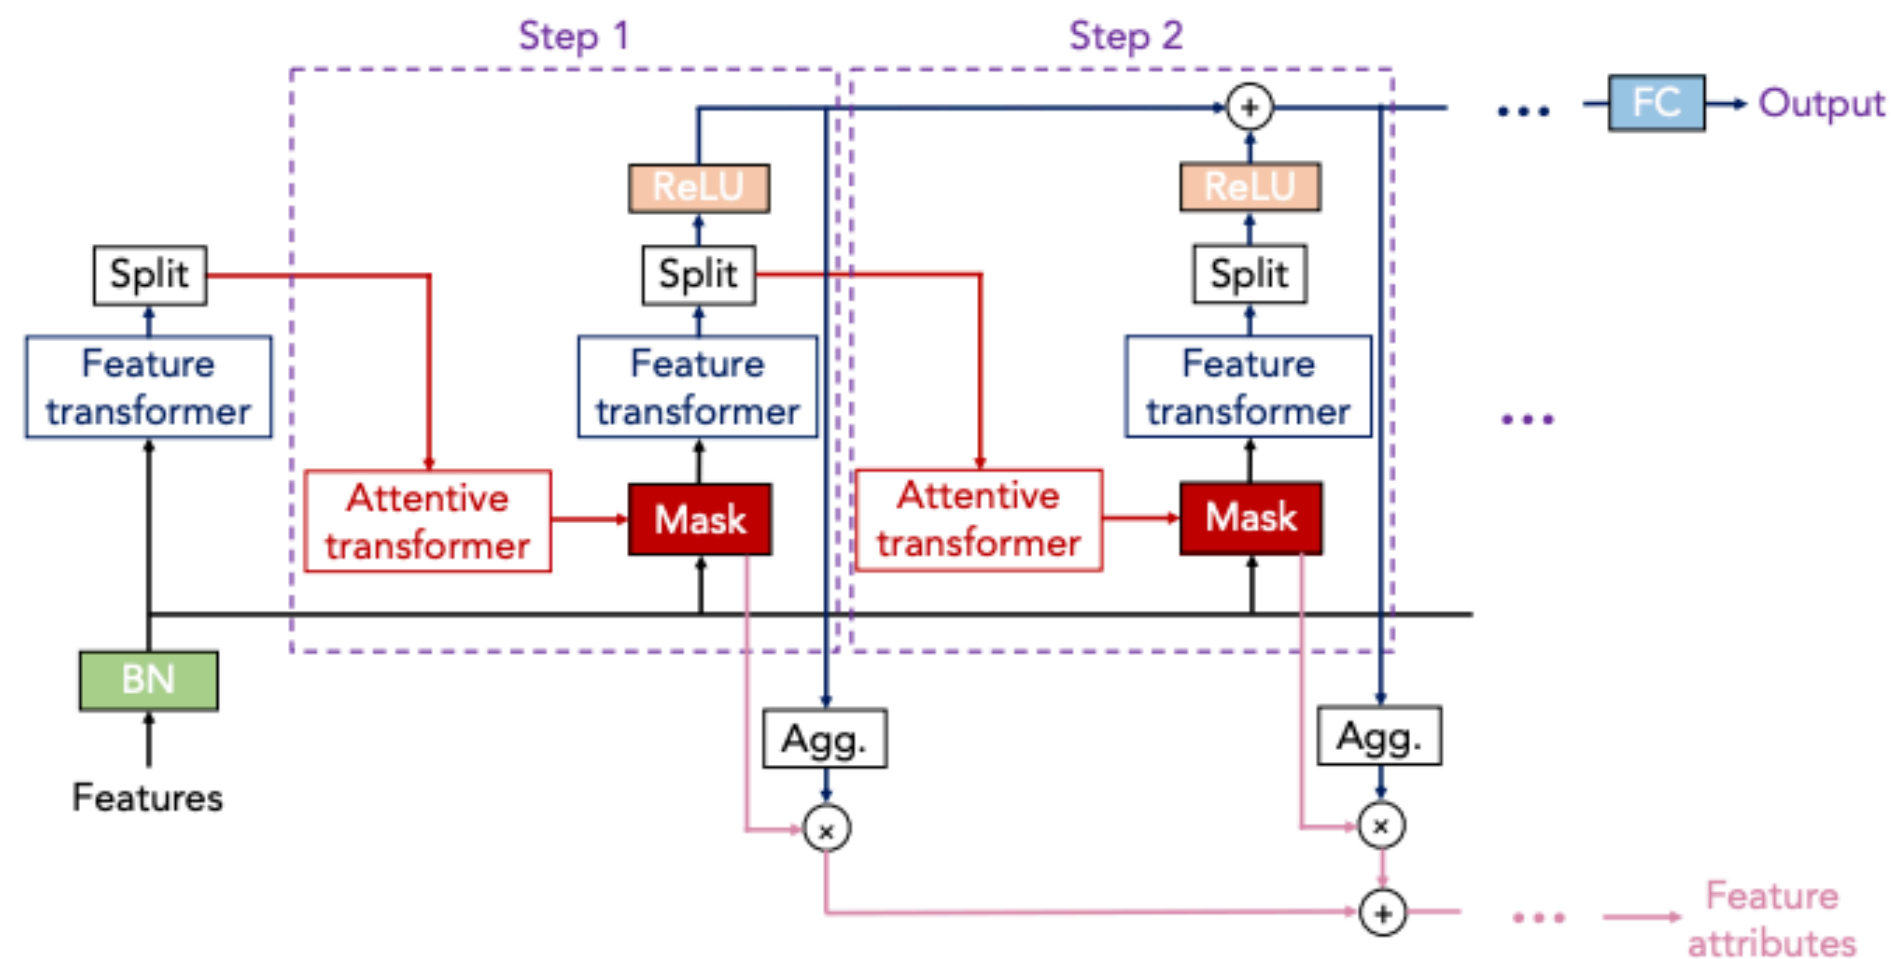 Step 1
Step 2
FC
Output
ReLU
ReLU
Split
Split
Split
Feature
transformer
Feature
transformer
Feature
transformer
Attentive
transformer
Mask
Attentive
transformer
Mask
BN
Agg.
Agg.
Features
Feature
attributes